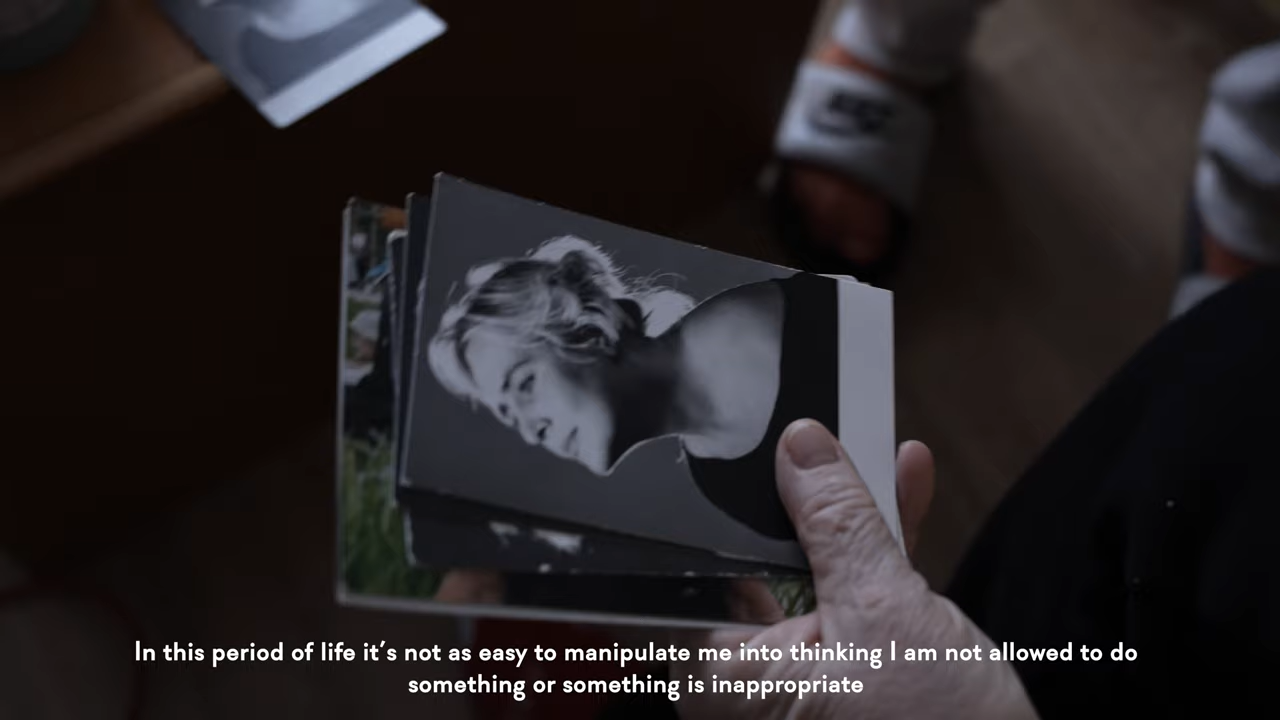 In this period of life it's not as easy to manipulate me into thinking I am not allowed to do
something or something is inappropriate